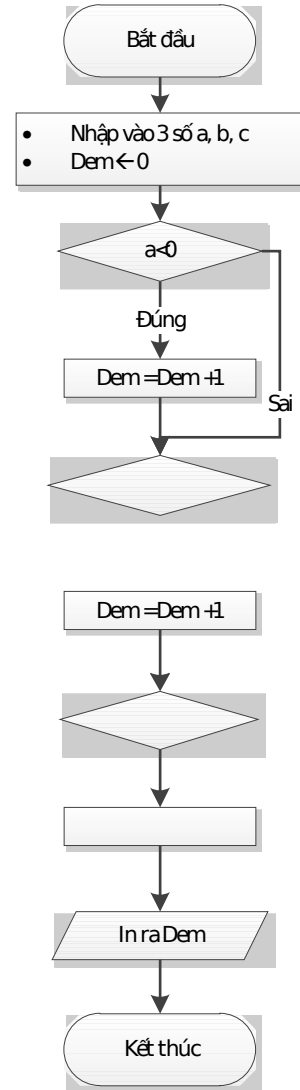 Bắt đầu
• Nhập vào 3 số a, b, c
• Dem ← 0
a<0
Đúng
Dem = Dem +1
Sai
Dem = Dem +1
In ra Dem
Kết thúc